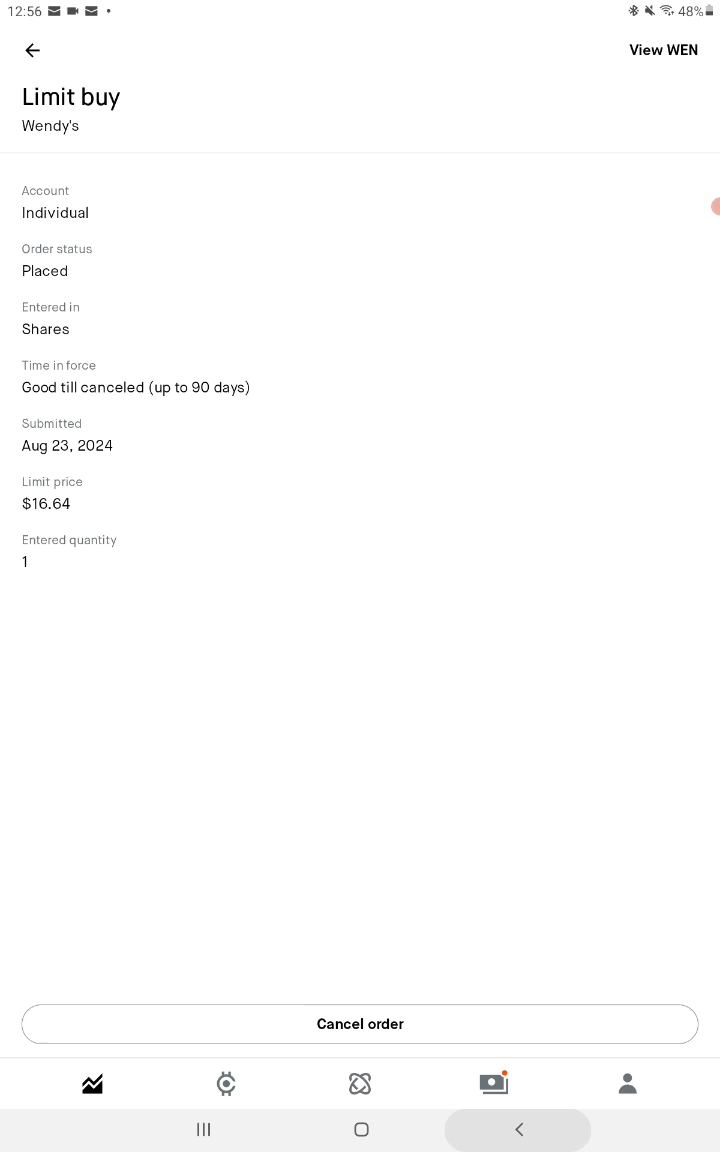 12:56
48%
View WEN
Limit buy
Wendy's
Account
Individual
Order status
Placed
Entered in
Shares
Time in force
Good till canceled (up to 90 days)
Submitted
Aug 23, 2024
Limit price
$16.64
Entered quantity
1
Cancel order